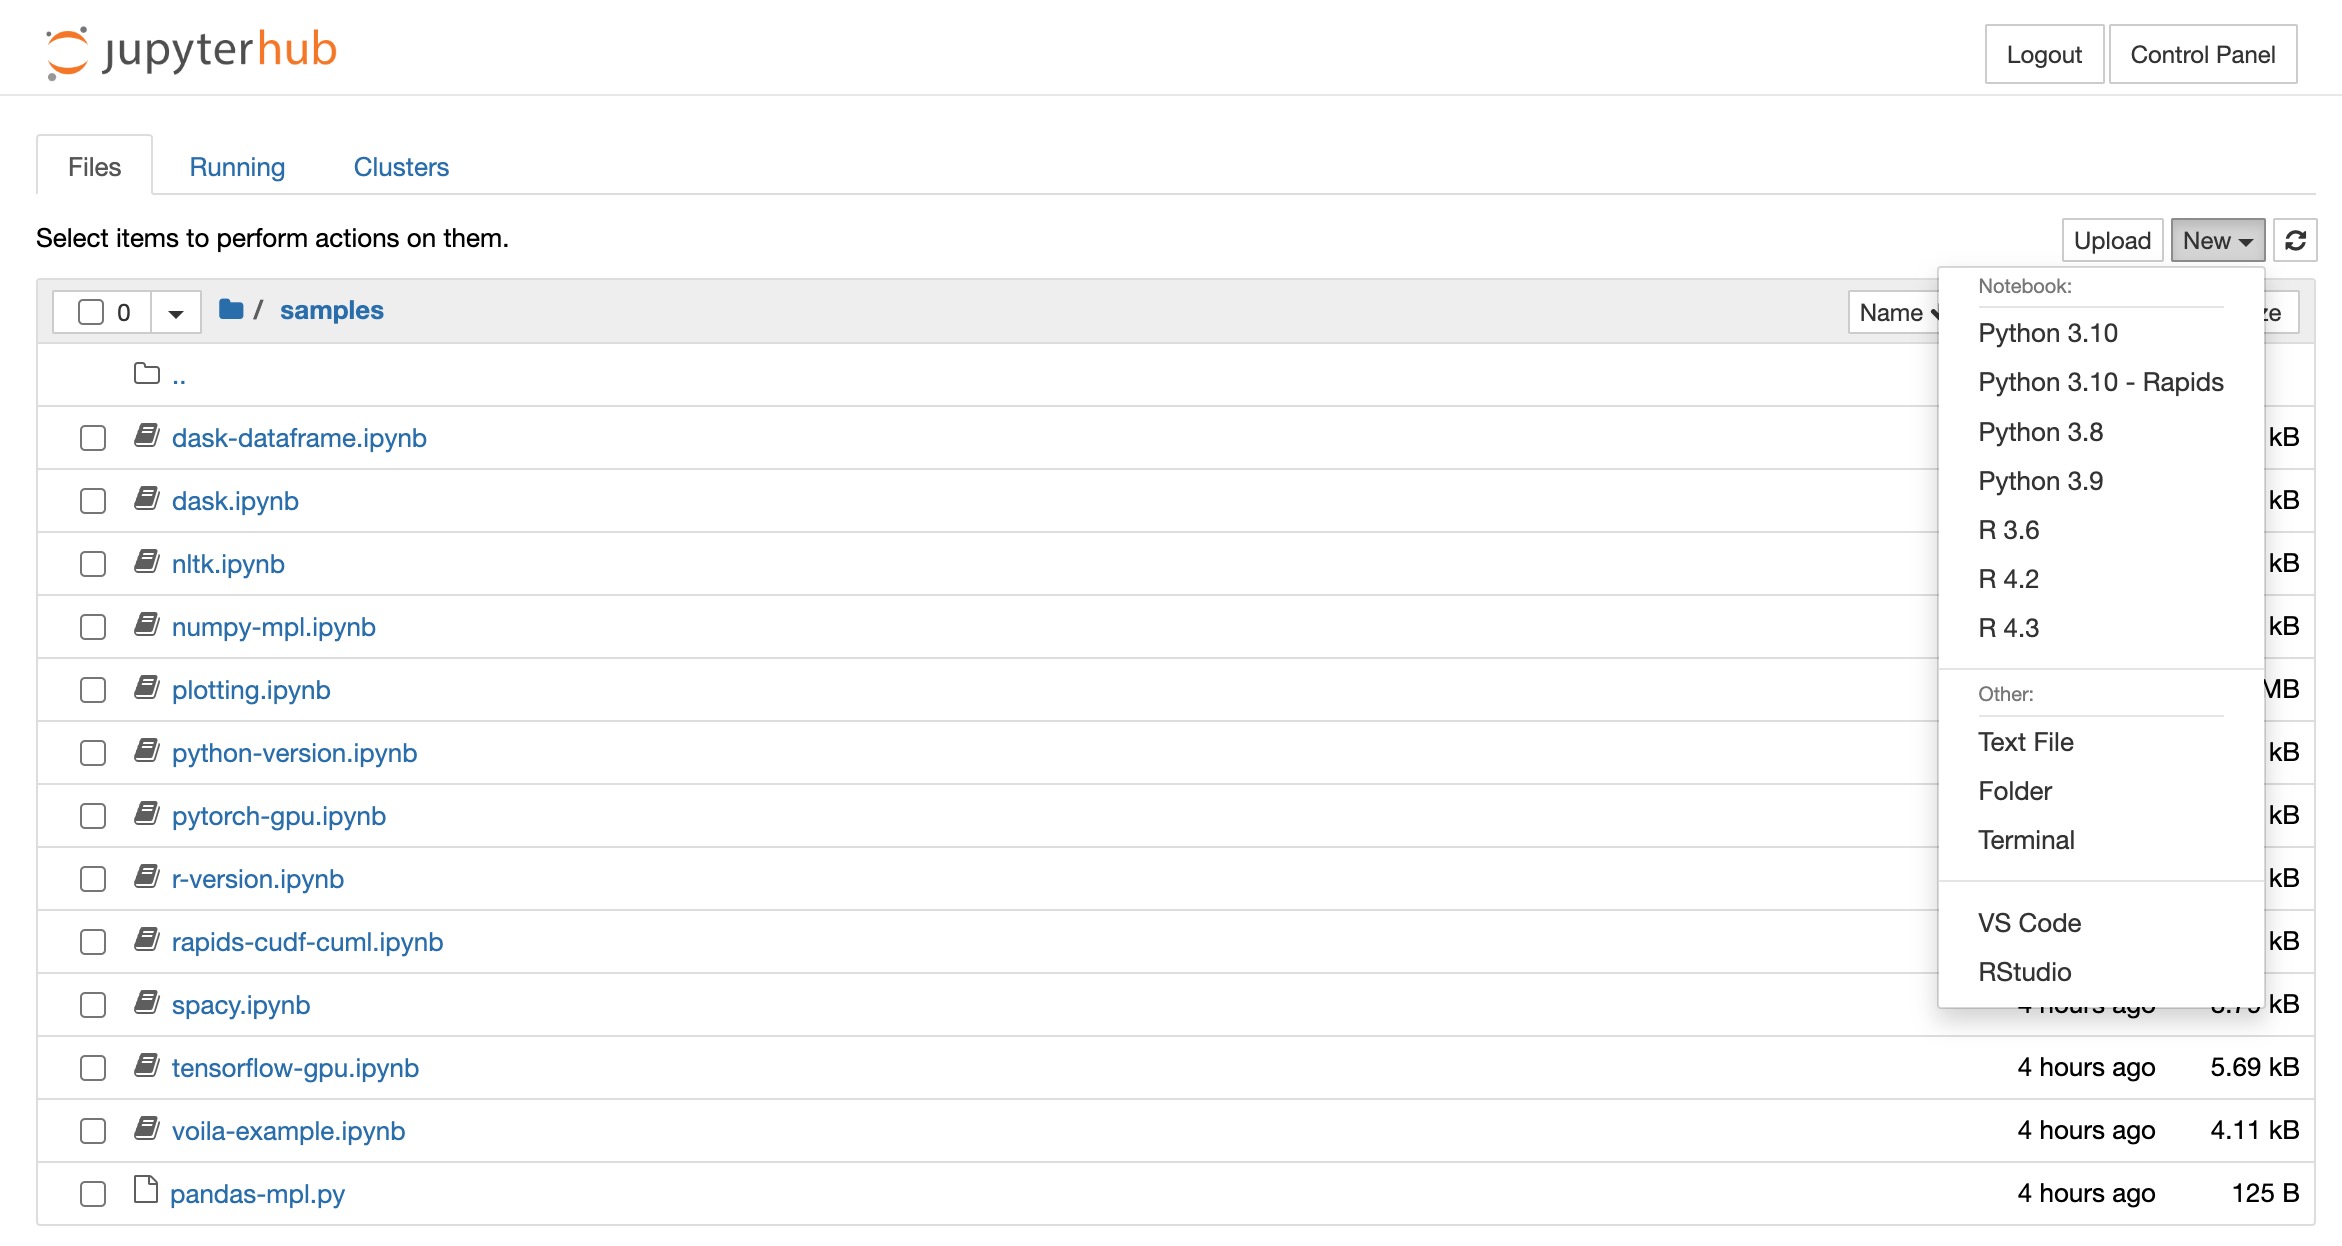 jupyterhub
Logout
Control Panel
Files
Running
Clusters
Select items to perform actions on them.
Upload
New
0
/ samples
Name
Notebook:
Python 3.10
Python 3.10 - Rapids
Python 3.8
Python 3.9
R 3.6
R 4.2
R 4.3
Other:
Text File
Folder
Terminal
VS Code
RStudio
..
dask-dataframe.ipynb
kB
dask.ipynb
kB
nltk.ipynb
kB
numpy-mpl.ipynb
kB
plotting.ipynb
MB
python-version.ipynb
kB
pytorch-gpu.ipynb
kB
r-version.ipynb
kB
rapids-cudf-cuml.ipynb
kB
spacy.ipynb
4 hours ago
kB
tensorflow-gpu.ipynb
4 hours ago
5.69 kB
voila-example.ipynb
4 hours ago
4.11 kB
pandas-mpl.py
4 hours ago
125 B